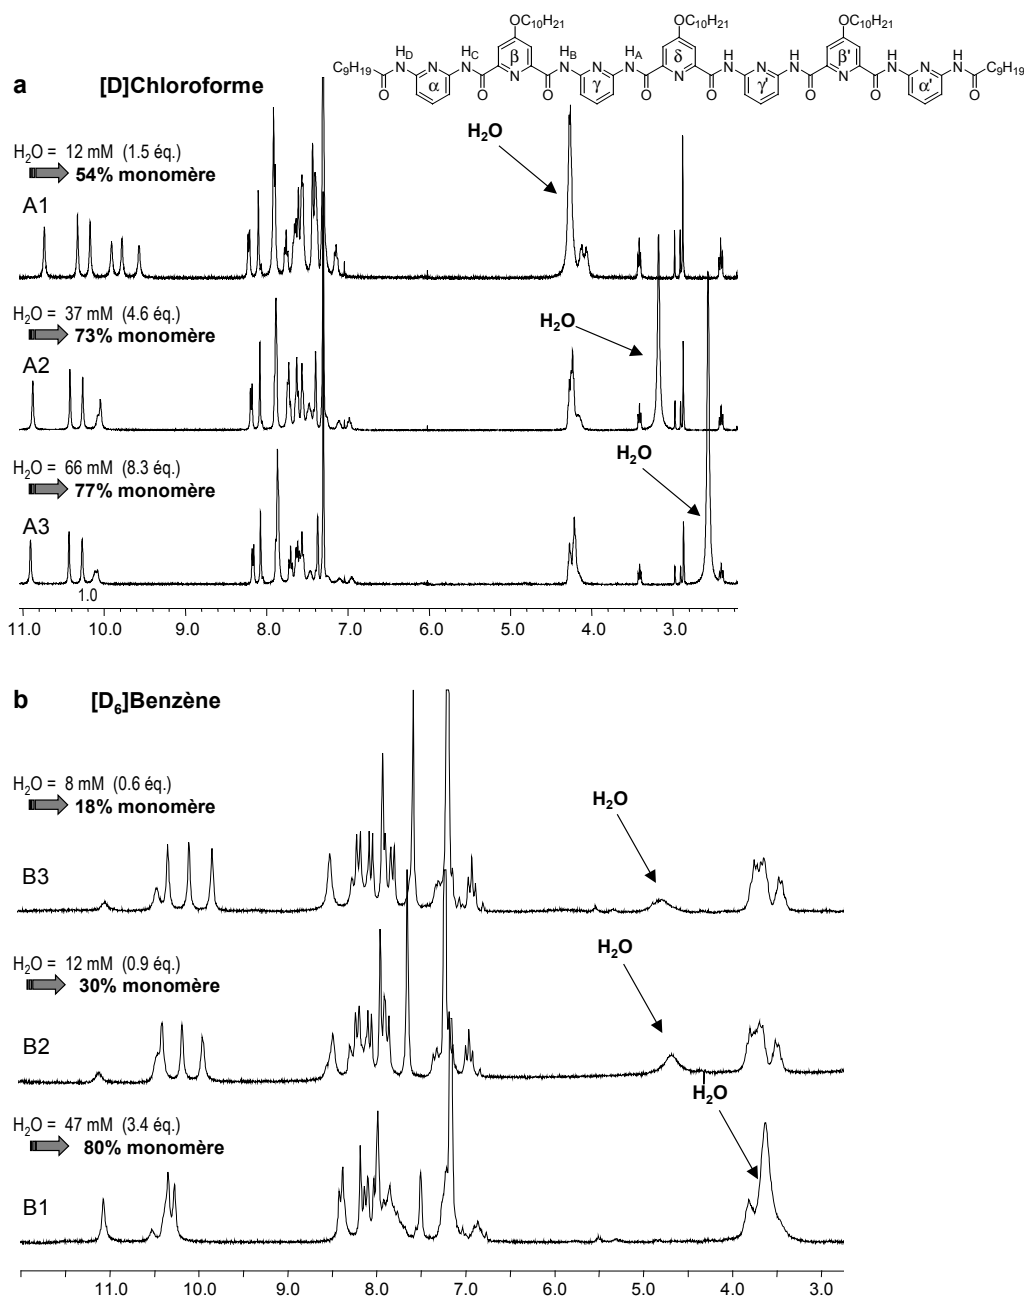 OC10H21 OC10H21 OC10H21
HD HC β HB HA δ H H β' H H
C9H19 N N N N N N N N N N N N N N N C9H19
O α O O γ O O O γ' O O O α' O
a [D]Chloroforme
H2O
H2O = 12 mM (1.5 éq.)
54% monomère
A1
H2O = 37 mM (4.6 éq.)
73% monomère
H2O
A2
H2O
H2O = 66 mM (8.3 éq.)
77% monomère
A3
1.0
11.0 10.0 9.0 8.0 7.0 6.0 5.0 4.0 3.0
b [D6]Benzène
H2O = 8 mM (0.6 éq.)
18% monomère
H2O
B3
H2O
H2O = 12 mM (0.9 éq.)
30% monomère
B2
H2O
H2O = 47 mM (3.4 éq.)
80% monomère
B1
11.0 10.0 9.0 8.0 7.0 6.0 5.0 4.0 3.0